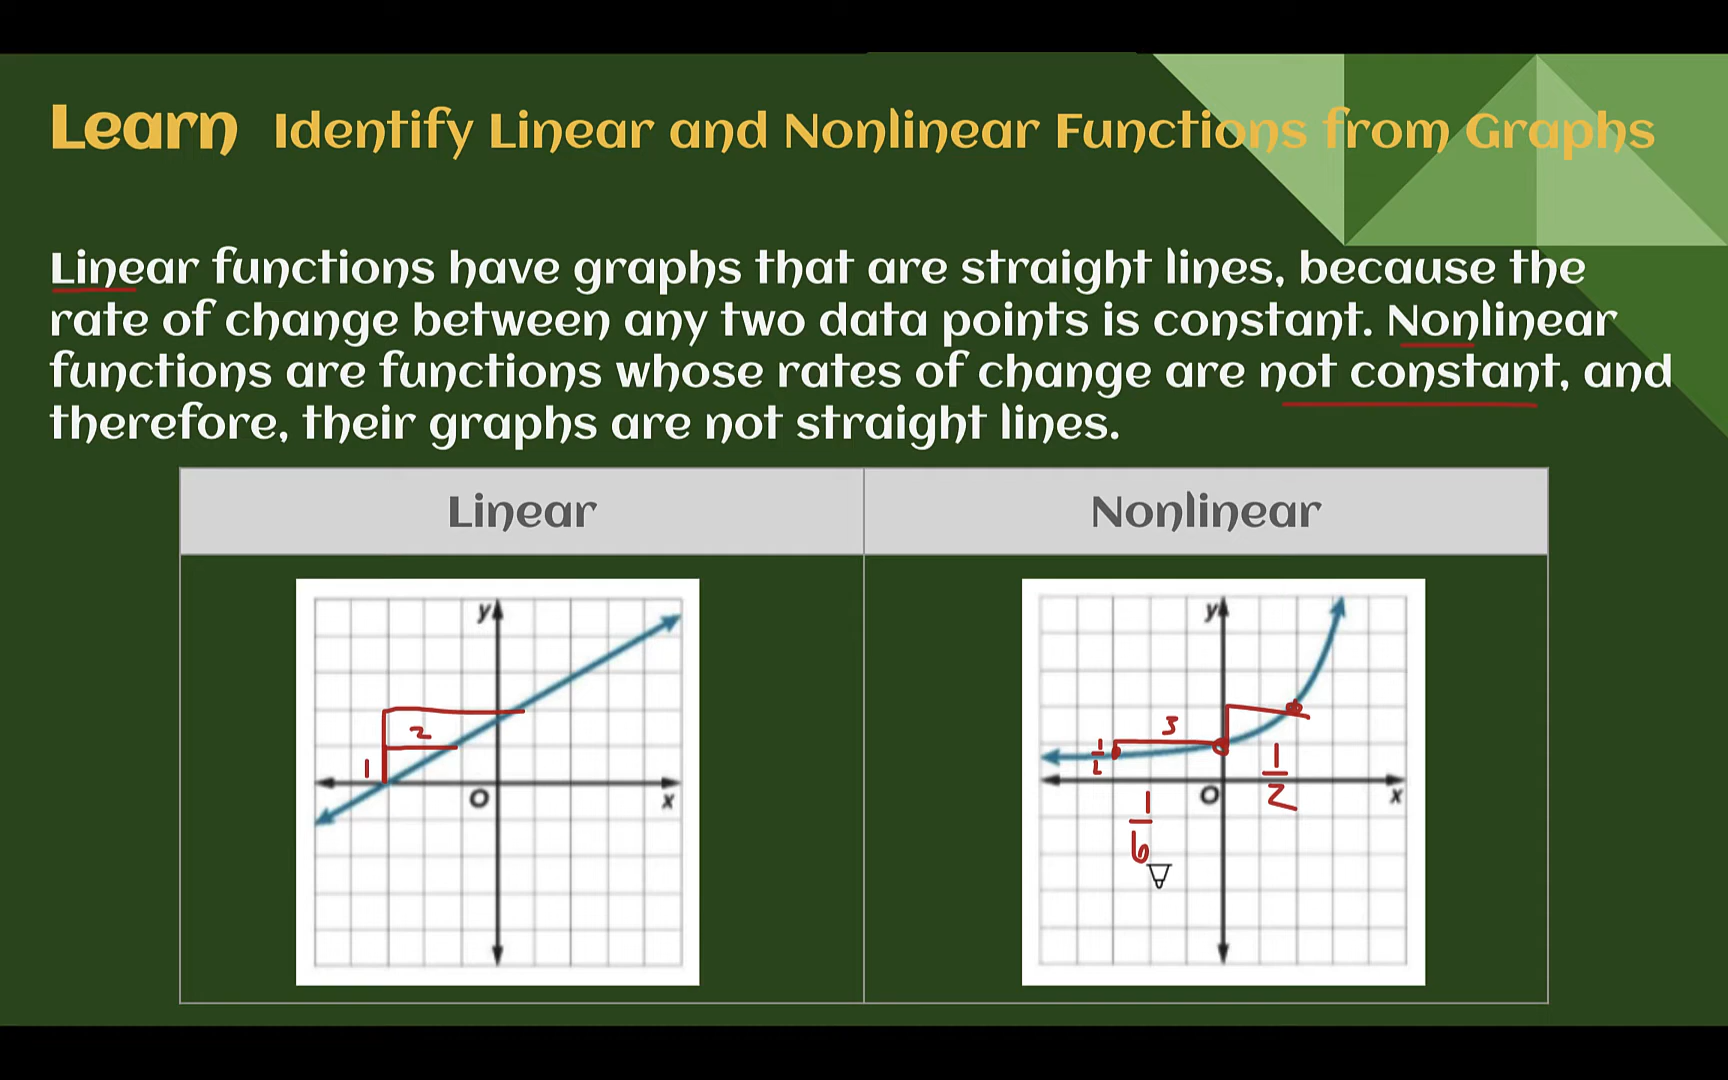 Learn Identify Linear and Nonlinear Functions from Graphs
Linear functions have graphs that are straight lines, because the
rate of change between any two data points is constant. Nonlinear
functions are functions whose rates of change are not constant, and
therefore, their graphs are not straight lines.
Linear
Nonlinear
y
2
1
O
x
y
3
1/2
1/2
O
x
1/6